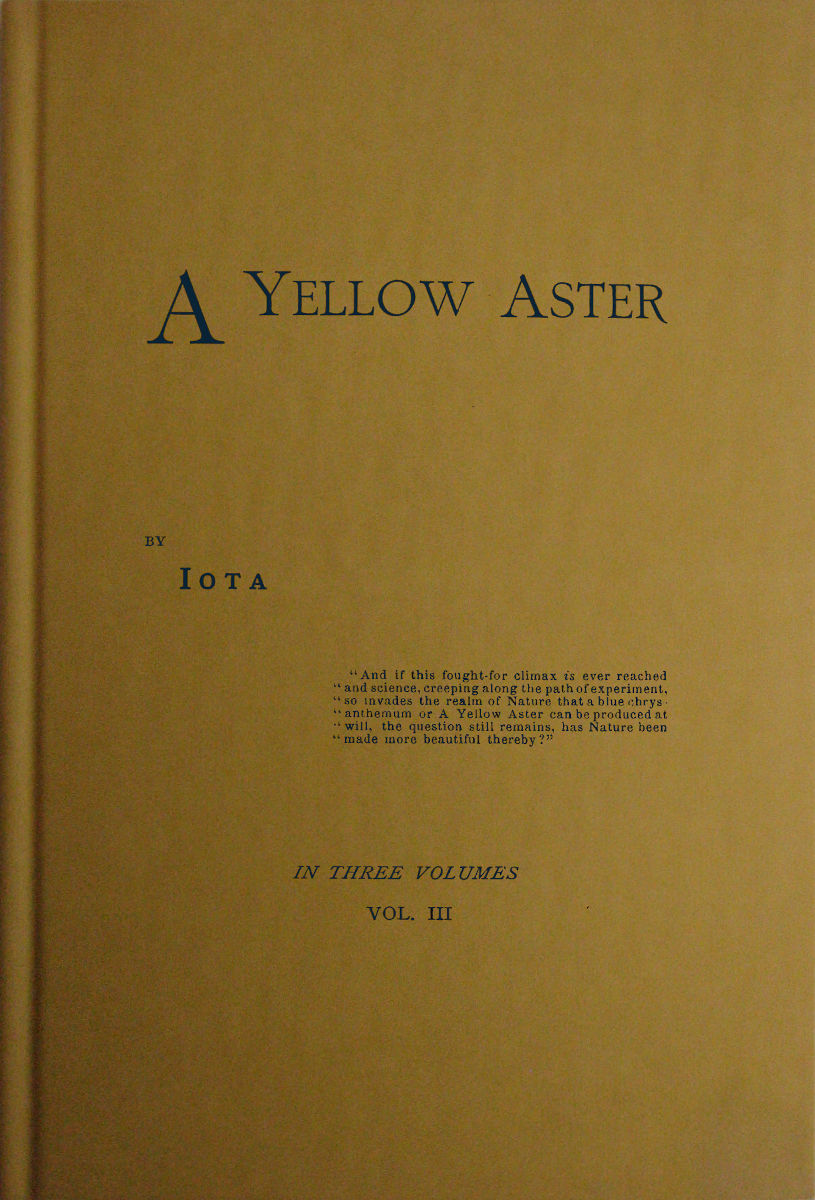 A YELLOW ASTER
BY
IOTA
"And if this fought-for climax is ever reached
"and science, creeping along the path of experiment,
"so invades the realm of Nature that a blue chrys-
"anthemum or A Yellow Aster can be produced at
"will, the question still remains, has Nature been
"made more beautiful thereby?"
IN THREE VOLUMES
VOL. III